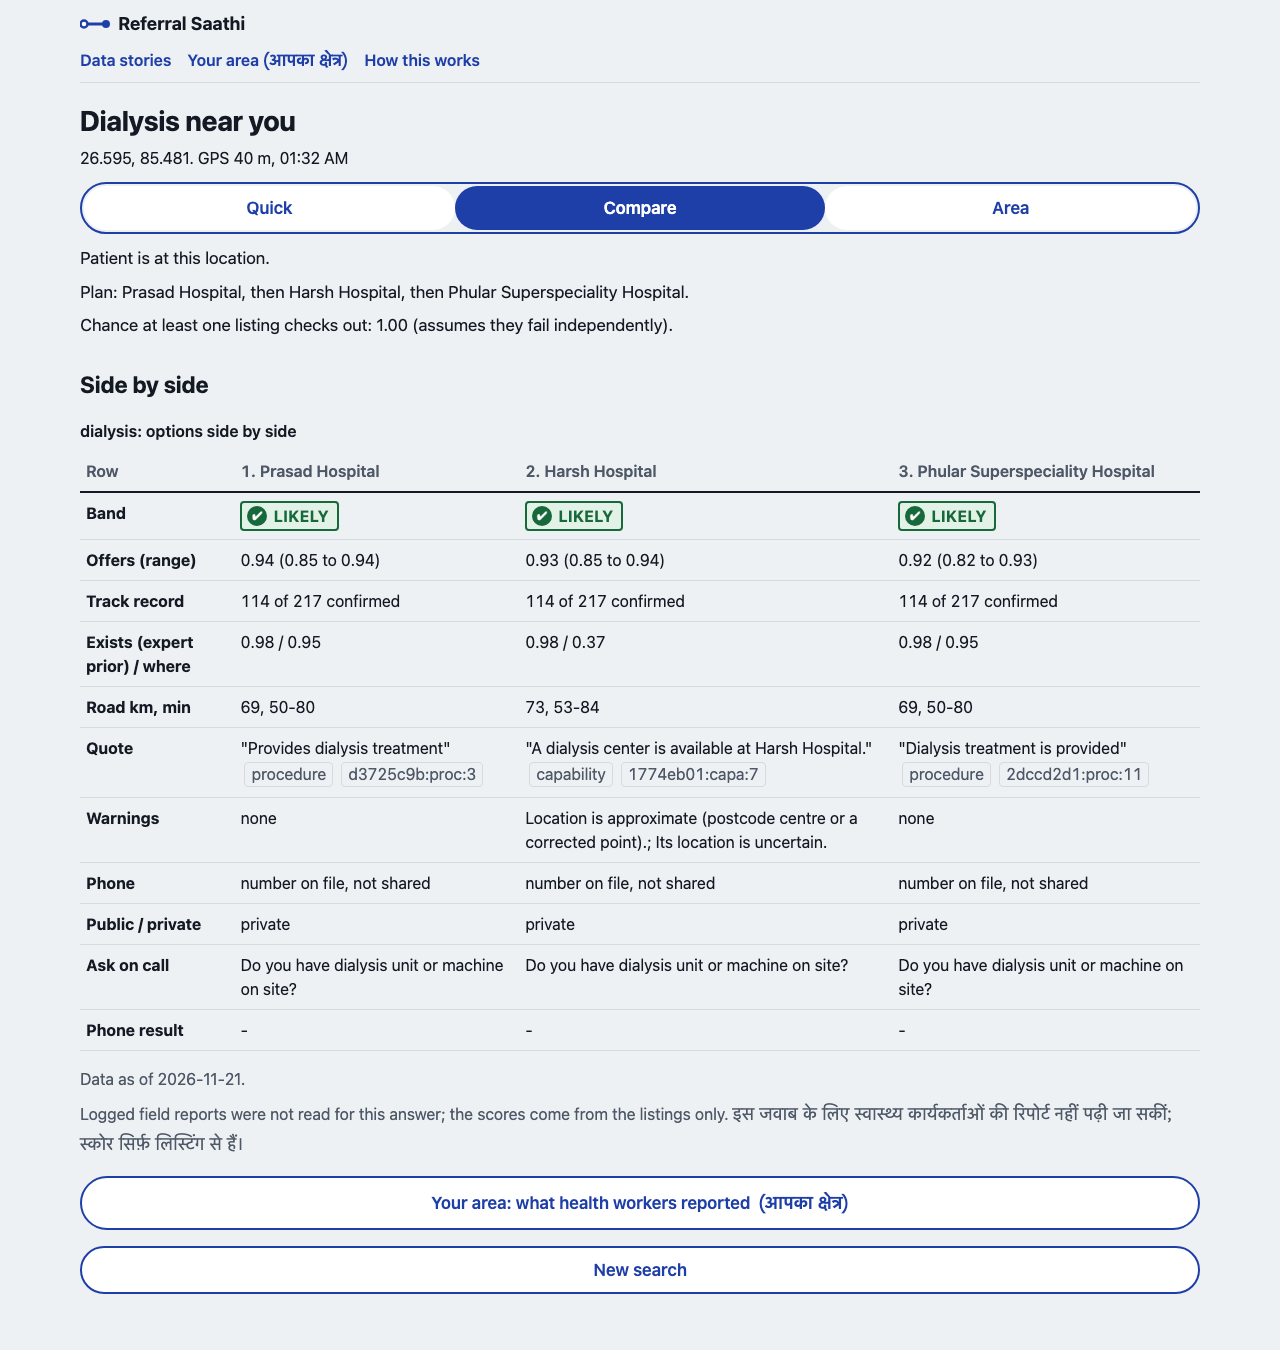 Referral Saathi
Data stories Your area (आपका क्षेत्र) How this works
Dialysis near you
26.595, 85.481. GPS 40 m, 01:32 AM
Quick Compare Area
Patient is at this location.
Plan: Prasad Hospital, then Harsh Hospital, then Phular Superspeciality Hospital.
Chance at least one listing checks out: 1.00 (assumes they fail independently).
Side by side
dialysis: options side by side
Row 1. Prasad Hospital 2. Harsh Hospital 3. Phular Superspeciality Hospital
Band LIKELY LIKELY LIKELY
Offers (range) 0.94 (0.85 to 0.94) 0.93 (0.85 to 0.94) 0.92 (0.82 to 0.93)
Track record 114 of 217 confirmed 114 of 217 confirmed 114 of 217 confirmed
Exists (expert 0.98 / 0.95 0.98 / 0.37 0.98 / 0.95
prior) / where
Road km, min 69, 50-80 73, 53-84 69, 50-80
Quote "Provides dialysis treatment" "A dialysis center is available at Harsh Hospital." "Dialysis treatment is provided"
procedure d3725c9b:proc:3 capability 1774eb01:capa:7 procedure 2dccd2d1:proc:11
Warnings none Location is approximate (postcode centre or a none
corrected point).; Its location is uncertain.
Phone number on file, not shared number on file, not shared number on file, not shared
Public / private private private private
Ask on call Do you have dialysis unit or machine Do you have dialysis unit or machine on site? Do you have dialysis unit or machine on
on site? site?
Phone result - - -
Data as of 2026-11-21.
Logged field reports were not read for this answer; the scores come from the listings only. इस जवाब के लिए स्वास्थ्य कार्यकर्ताओं की रिपोर्ट नहीं पढ़ी जा सकीं;
स्कोर सिर्फ़ लिस्टिंग से हैं।
Your area: what health workers reported (आपका क्षेत्र)
New search